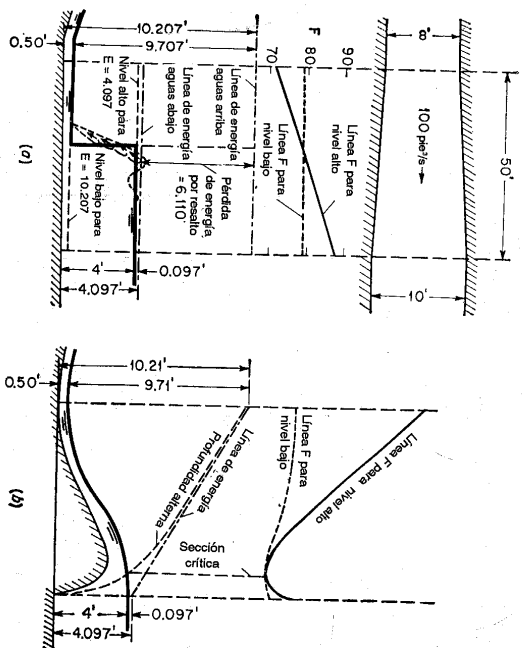 8'
100 pie³/s
50'
10'
F
90
80
70
Línea F para
nivel alto
Línea F para
nivel bajo
10.207'
9.707'
0.50'
Línea de energía
aguas arriba
Línea de energía
aguas abajo
Nivel alto para
E = 4.097
Pérdida
de energía
por resalto
= 6.110'
Nivel bajo para
E = 10.207
4'
0.097'
4.097'
(a)
10.21'
9.71'
0.50'
Línea F para nivel alto
Línea F para
nivel bajo
Línea de energía
Profundidad alterna
Sección
crítica
4'
0.097'
4.097'
(b)